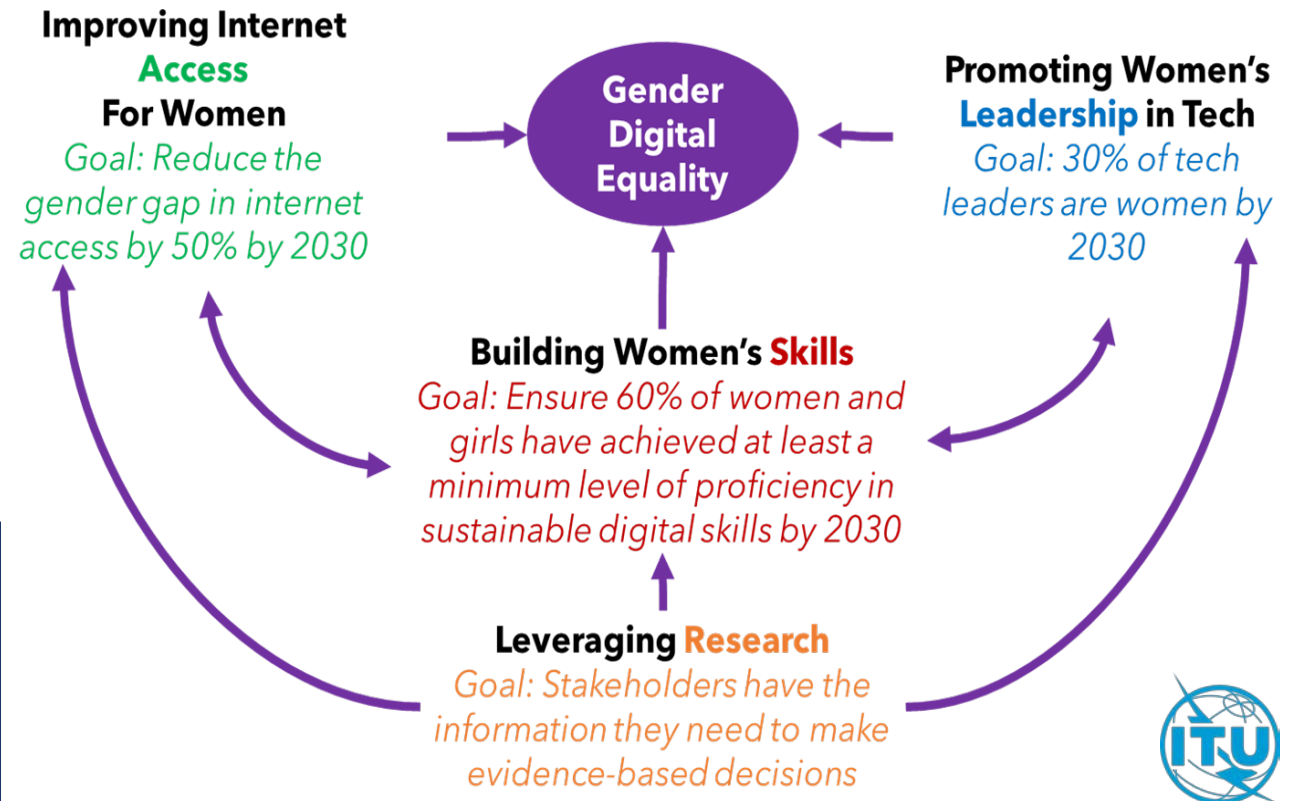 Improving Internet
Access
For Women
Goal: Reduce the
gender gap in internet
access by 50% by 2030
Gender
Digital
Equality
Promoting Women's
Leadership in Tech
Goal: 30% of tech
leaders are women by
2030
Building Women's Skills
Goal: Ensure 60% of women and
girls have achieved at least a
minimum level of proficiency in
sustainable digital skills by 2030
Leveraging Research
Goal: Stakeholders have the
information they need to make
evidence-based decisions
ITU